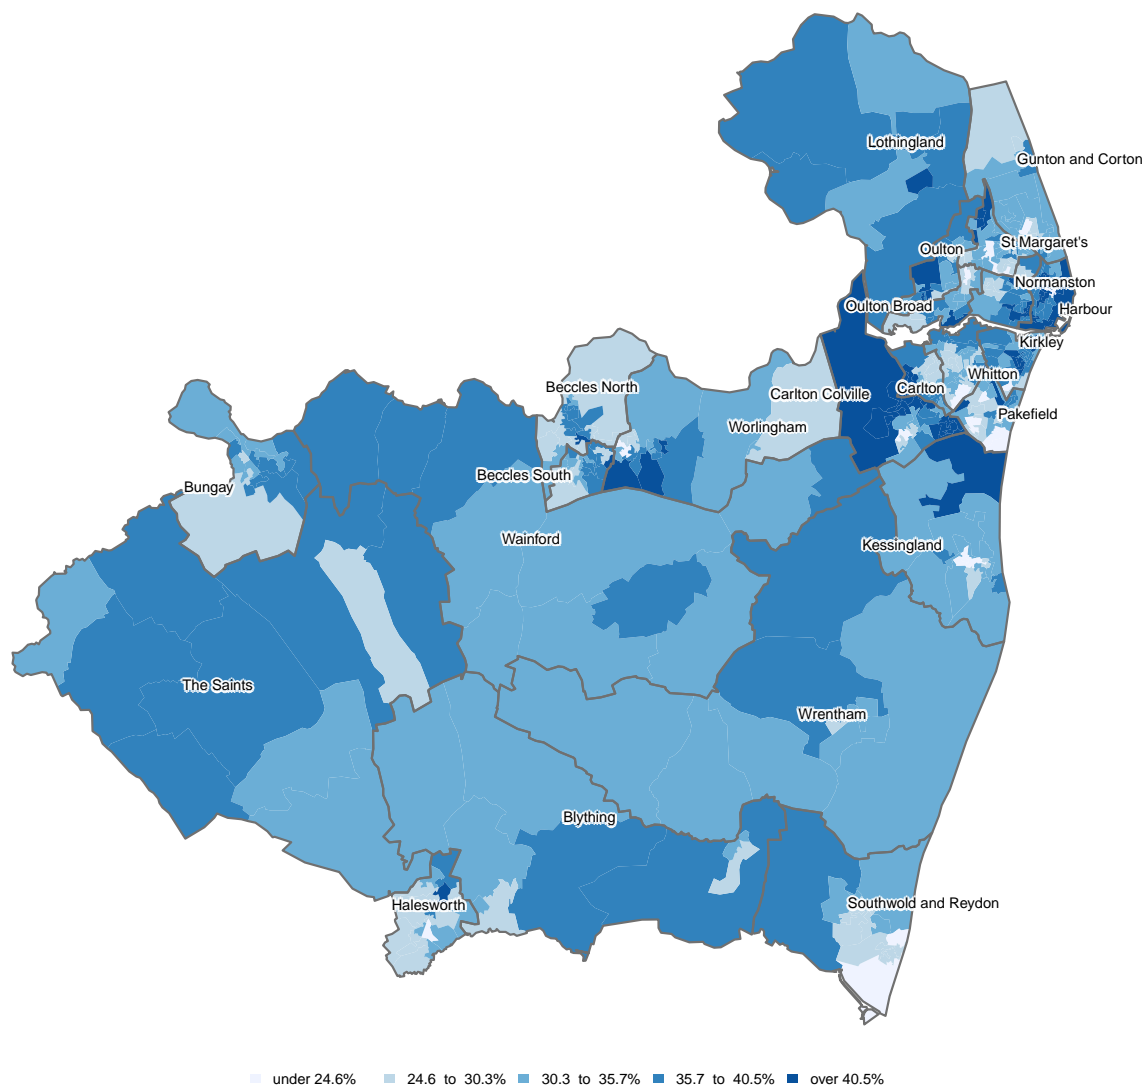 Lothingland
Gunton and Corton
St Margaret's
Oulton
Normanston
Oulton Broad
Harbour
Kirkley
Whitton
Beccles North
Carlton
Carlton Colville
Pakefield
Worlingham
Beccles South
Bungay
Wainford
Kessingland
The Saints
Wrentham
Blything
Halesworth
Southwold and Reydon
under 24.6% 24.6 to 30.3% 30.3 to 35.7% 35.7 to 40.5% over 40.5%